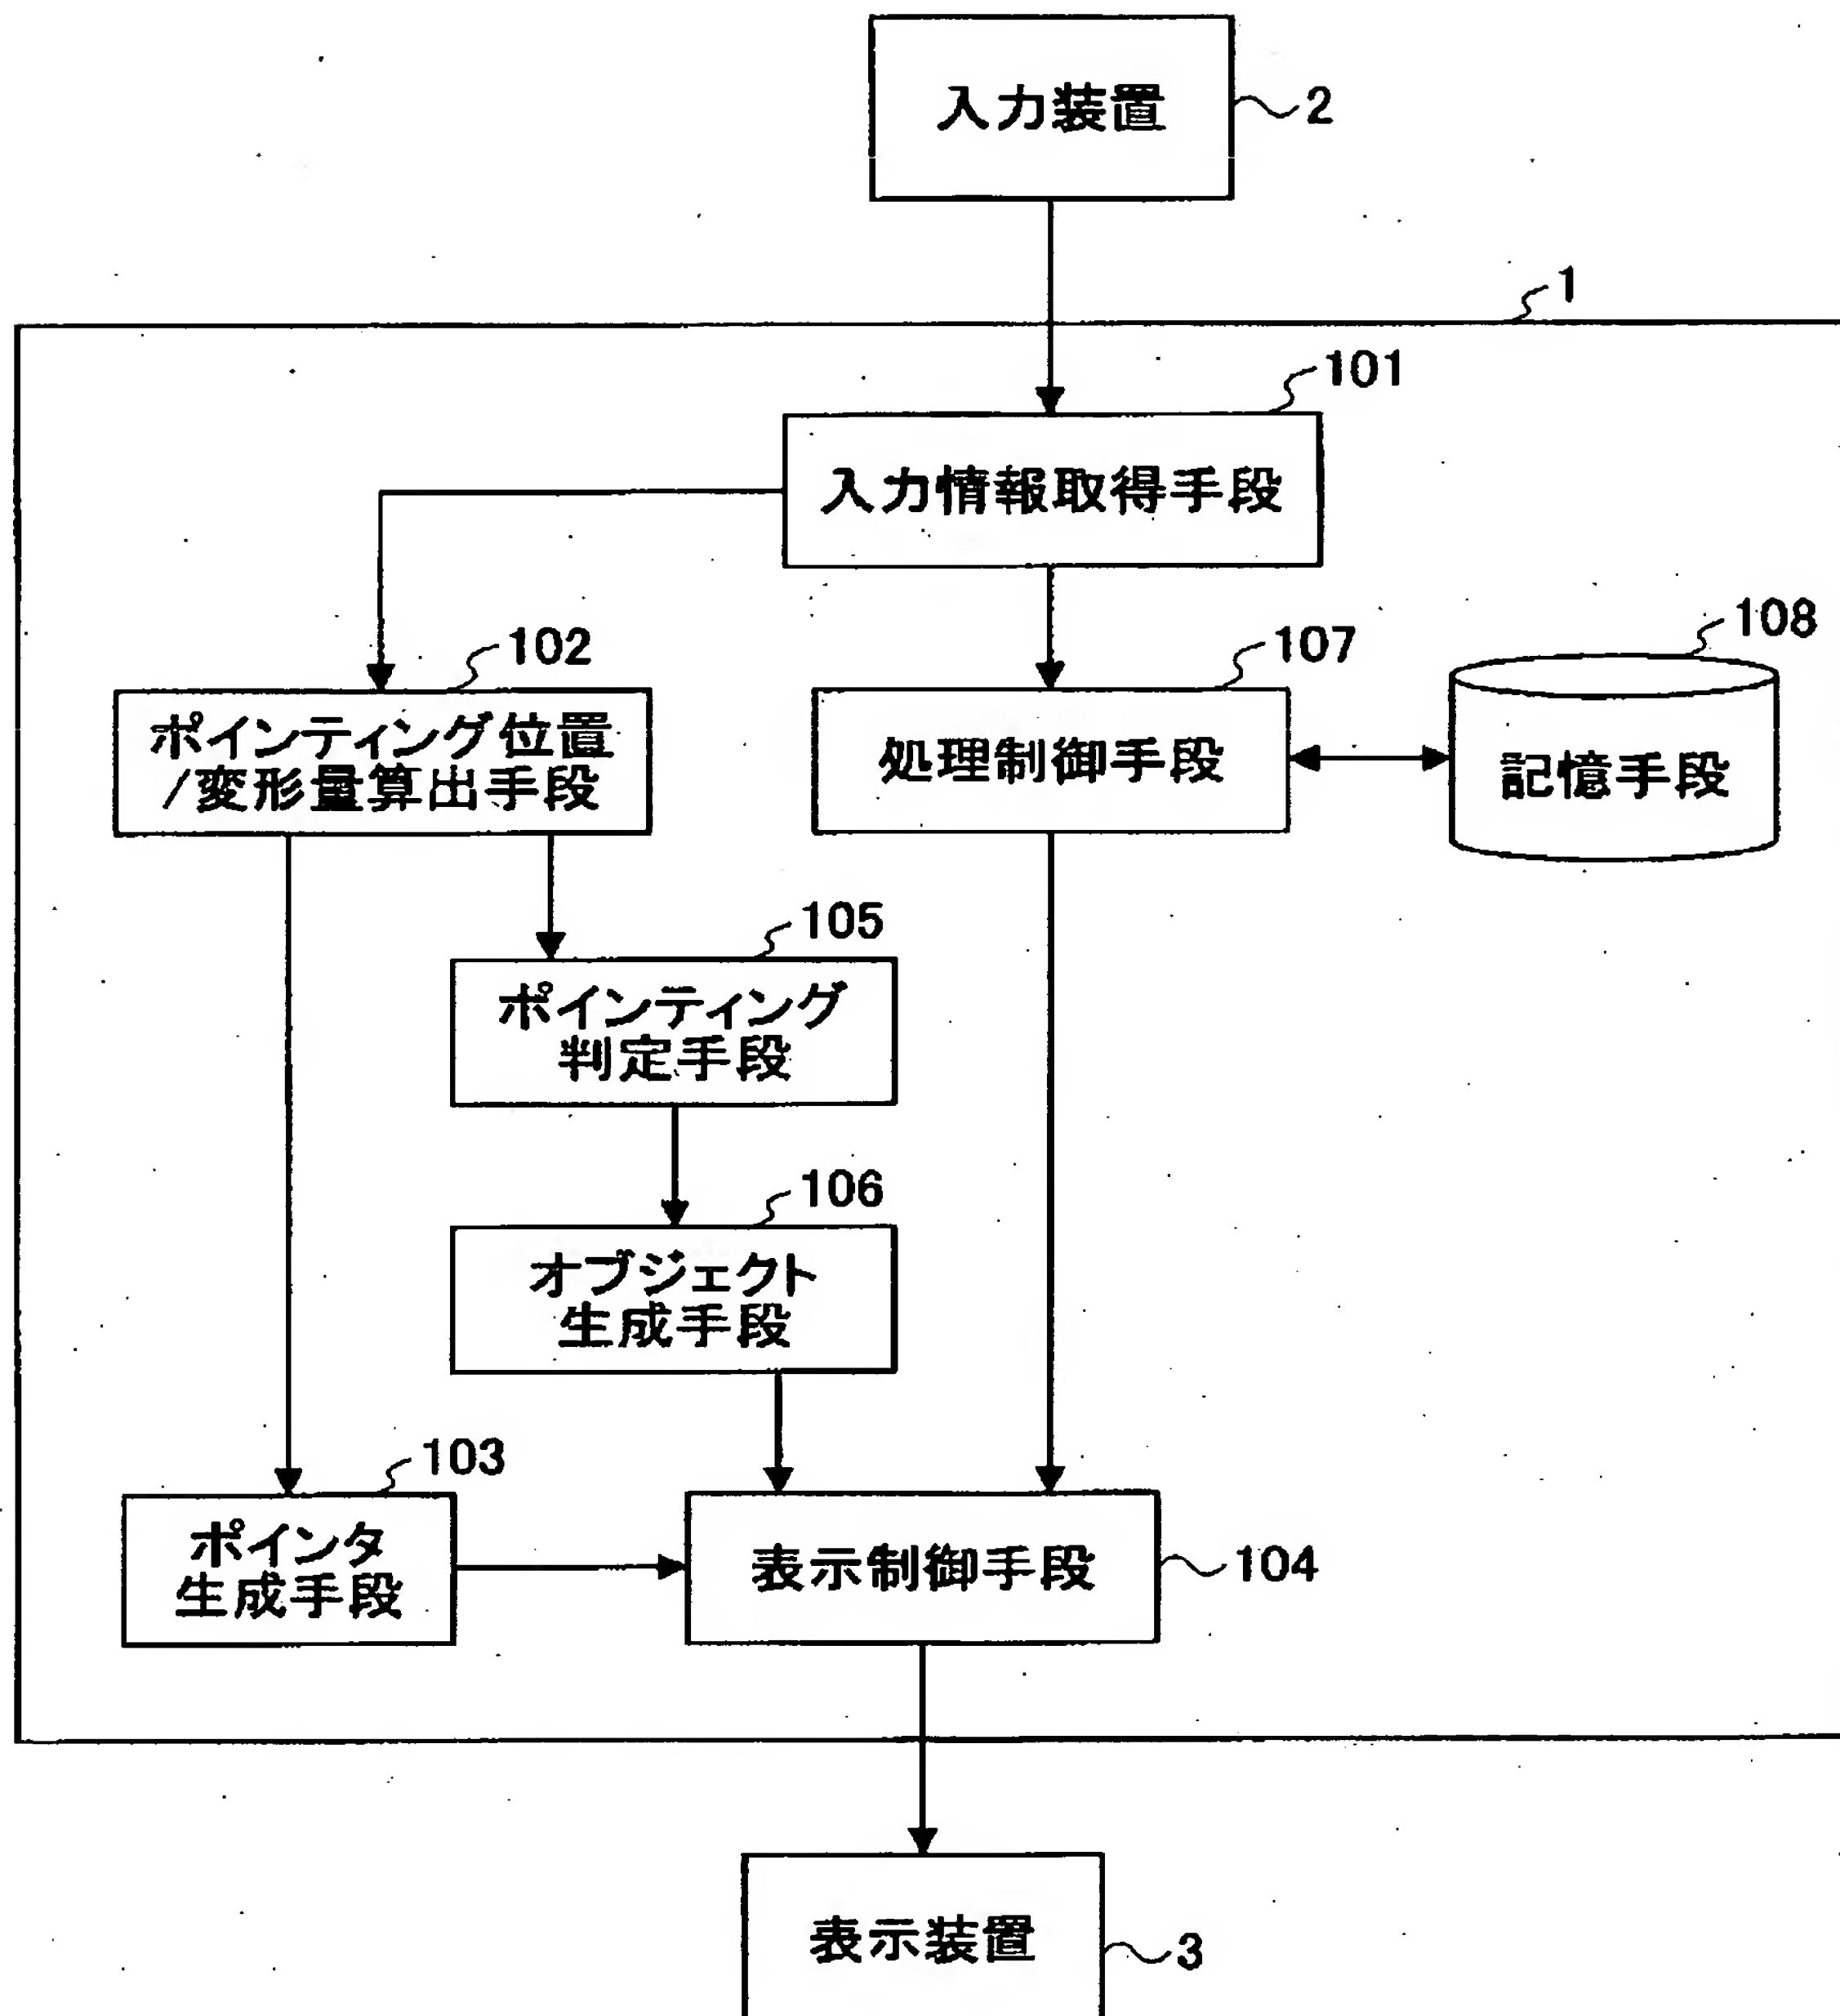 入力装置
2
1
101
入力情報取得手段
102
107
108
ポインティング位置
/変形量算出手段
処理制御手段
記憶手段
105
ポインティング
判定手段
106
オブジェクト
生成手段
103
ポインタ
生成手段
表示制御手段
104
表示装置
3